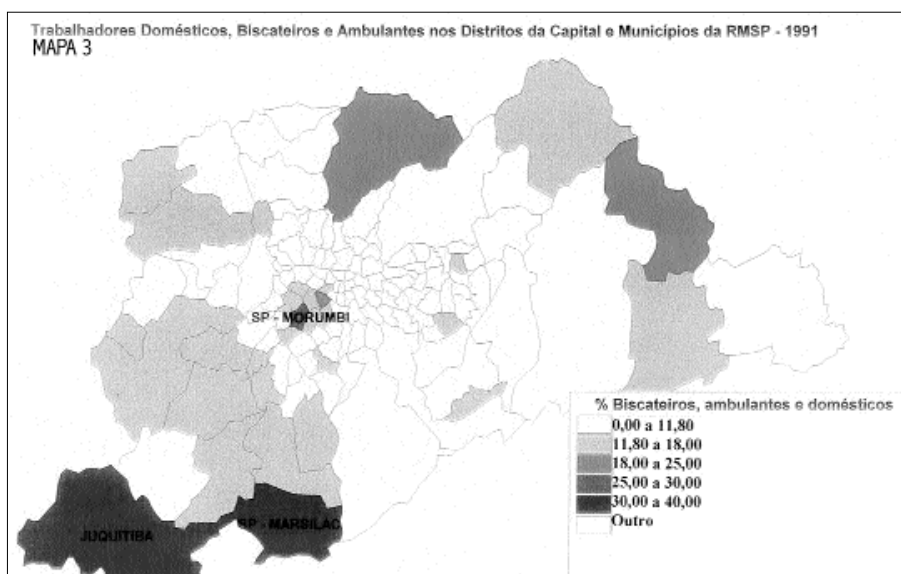 Trabalhadores Domésticos, Biscateiros e Ambulantes nos Distritos da Capital e Municípios da RMSP - 1991
MAPA 3
SP - MORUMBI
% Biscateiros, ambulantes e domésticos
0,00 a 11,80
11,80 a 18,00
18,00 a 25,00
25,00 a 30,00
30,00 a 40,00
Outro
SP - MARSILAC
JUQUITIBA